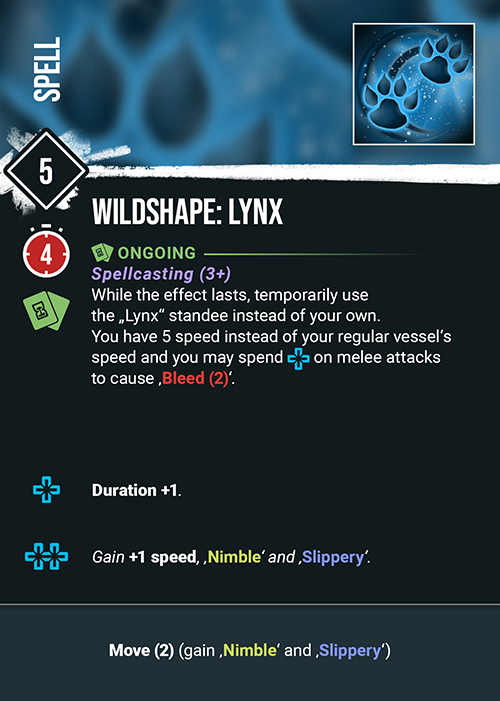 SPELL
5
WILDSHAPE: LYNX
4
ONGOING
Spellcasting (3+)
While the effect lasts, temporarily use
the „Lynx“ standee instead of your own.
You have 5 speed instead of your regular vessel‘s
speed and you may spend on melee attacks
to cause ‚Bleed (2)‘.
Duration +1.
Gain +1 speed, ‚Nimble‘ and ‚Slippery‘.
Move (2) (gain ‚Nimble‘ and ‚Slippery‘)